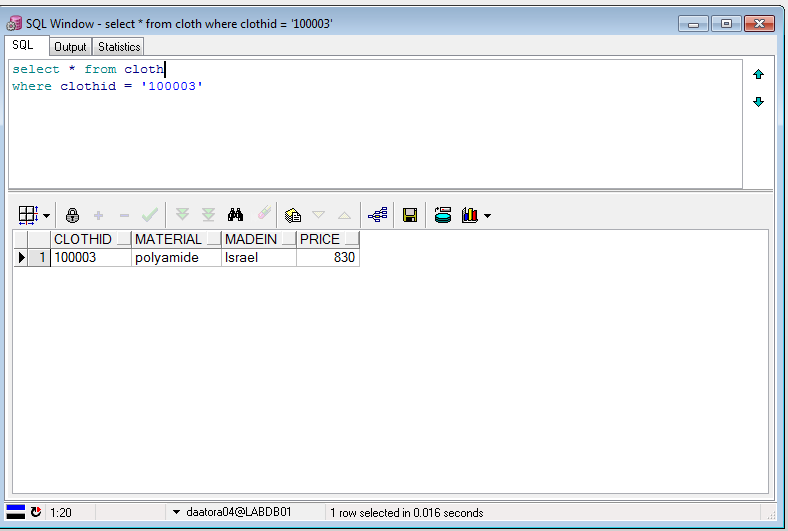 SQL Window - select * from cloth where clothid = '100003'
SQL Output Statistics
select * from cloth
where clothid = '100003'
CLOTHID MATERIAL MADEIN PRICE
1 100003 polyamide Israel 830
1:20 daatora04@LABDB01 1 row selected in 0.016 seconds